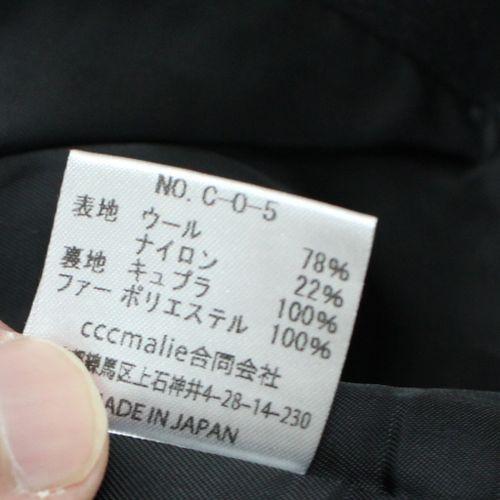 NO. C-0-5
表地 ウール 78%
ナイロン 22%
裏地 キュプラ 100%
ファー ポリエステル 100%
cccmalie合同会社
練馬区上石神井4-28-14-230
MADE IN JAPAN